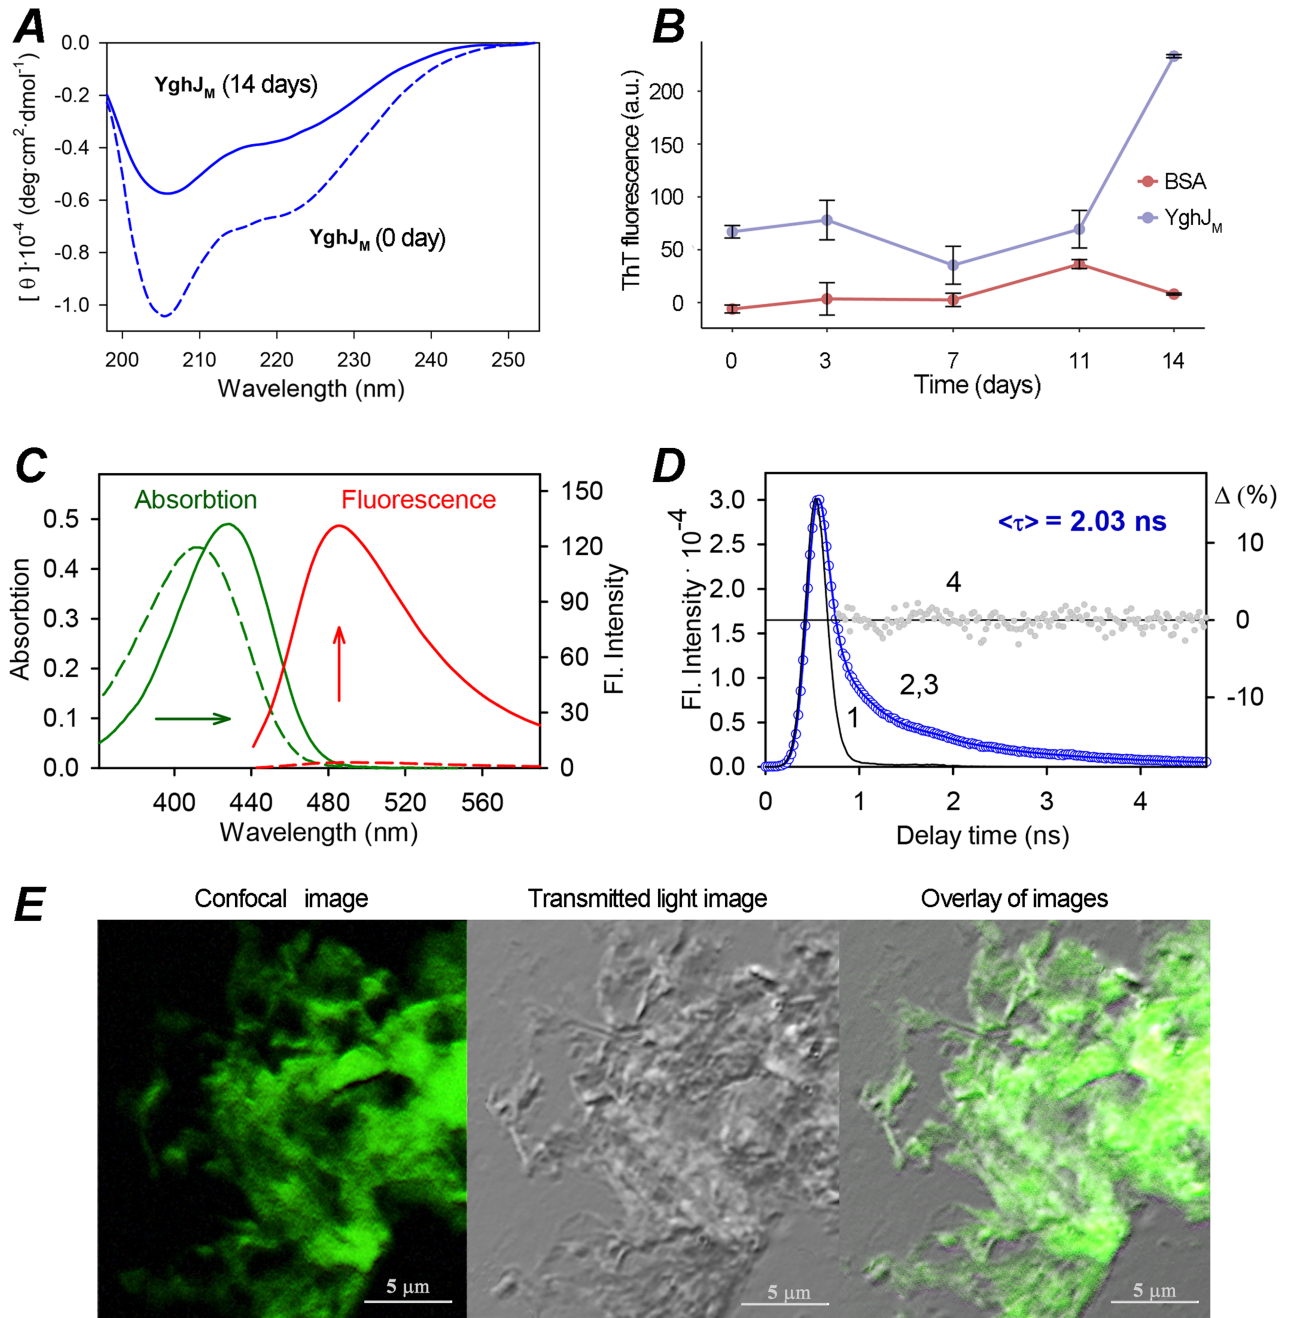 A
[ θ ]·10⁻⁴ (deg·cm²·dmol⁻¹)
0.0
-0.2
-0.4
-0.6
-0.8
-1.0
YghJM (14 days)
YghJM (0 day)
200 210 220 230 240 250
Wavelength (nm)
B
ThT fluorescence (a.u.)
200
150
100
50
0
BSA
YghJM
0 3 7 11 14
Time (days)
C
Absorbtion
0.5
0.4
0.3
0.2
0.1
0.0
Absorbtion Fluorescence
150
120
90
60
30
0
Fl. Intensity
400 440 480 520 560
Wavelength (nm)
D
Fl. Intensity · 10⁻⁴
3.0
2.5
2.0
1.5
1.0
0.5
0.0
<τ> = 2.03 ns
4
2,3
1
Δ (%)
10
0
-10
0 1 2 3 4
Delay time (ns)
E
Confocal image Transmitted light image Overlay of images
5 μm 5 μm 5 μm